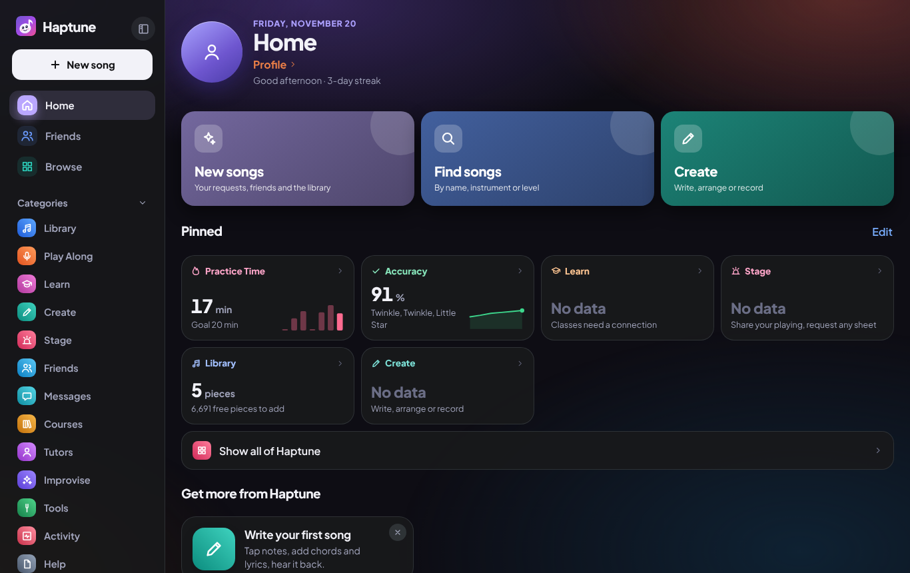 Haptune
New song
Home
Friends
Browse
Categories
Library
Play Along
Learn
Create
Stage
Friends
Messages
Courses
Tutors
Improvise
Tools
Activity
Help
FRIDAY, NOVEMBER 20
Home
Profile
Good afternoon · 3-day streak
New songs
Your requests, friends and the library
Find songs
By name, instrument or level
Create
Write, arrange or record
Pinned
Edit
Practice Time
17 min
Goal 20 min
Accuracy
91 %
Twinkle, Twinkle, Little
Star
Learn
No data
Classes need a connection
Stage
No data
Share your playing, request any sheet
Library
5 pieces
6,691 free pieces to add
Create
No data
Write, arrange or record
Show all of Haptune
Get more from Haptune
Write your first song
Tap notes, add chords and
lyrics, hear it back.